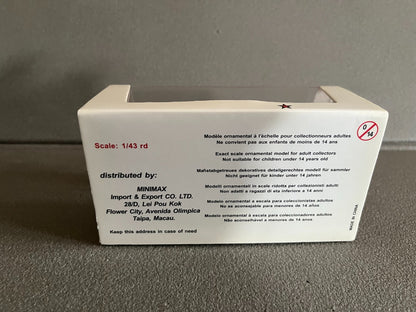 Scale: 1/43 rd
distributed by:
MINIMAX
Import & Export CO. LTD.
28/D, Lei Pou Kok
Flower City, Avenida Olimpica
Taipa, Macau.
Keep this address in case of need
0
14
Modèle ornamental à l'échelle pour collectionneurs adultes
Ne convient pas aux enfants de moins de 14 ans
Exact scale ornamental model for adult collectors
Not suitable for children under 14 years old
Mafsetabgetreues dekoratives detailgerechtes modell für sammler
Nicht geeignet für kinder unter 14 jahren
Modelli ornamentali in scala ridotta per collezionisti adulti
Non adatti a ragazzi di eta inferiore a 14 anni
Modelo ornamental a escala para coleccionistas adultos
No es aconsejable para menores de 14 años
Modelo ornamental à escala para coleccionadores adultos
Não aconselhável a menores de 14 anos
MADE IN CHINA